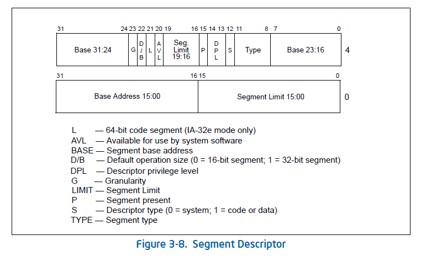 31 24 23 22 21 20 19 16 15 14 13 12 11 8 7 0
Base 31:24 G D/B L AVL Seg. Limit 19:16 P DPL S Type Base 23:16 4
31 16 15 0
Base Address 15:00 Segment Limit 15:00 0
L — 64-bit code segment (IA-32e mode only)
AVL — Available for use by system software
BASE — Segment base address
D/B — Default operation size (0 = 16-bit segment; 1 = 32-bit segment)
DPL — Descriptor privilege level
G — Granularity
LIMIT — Segment Limit
P — Segment present
S — Descriptor type (0 = system; 1 = code or data)
TYPE — Segment type
Figure 3-8. Segment Descriptor